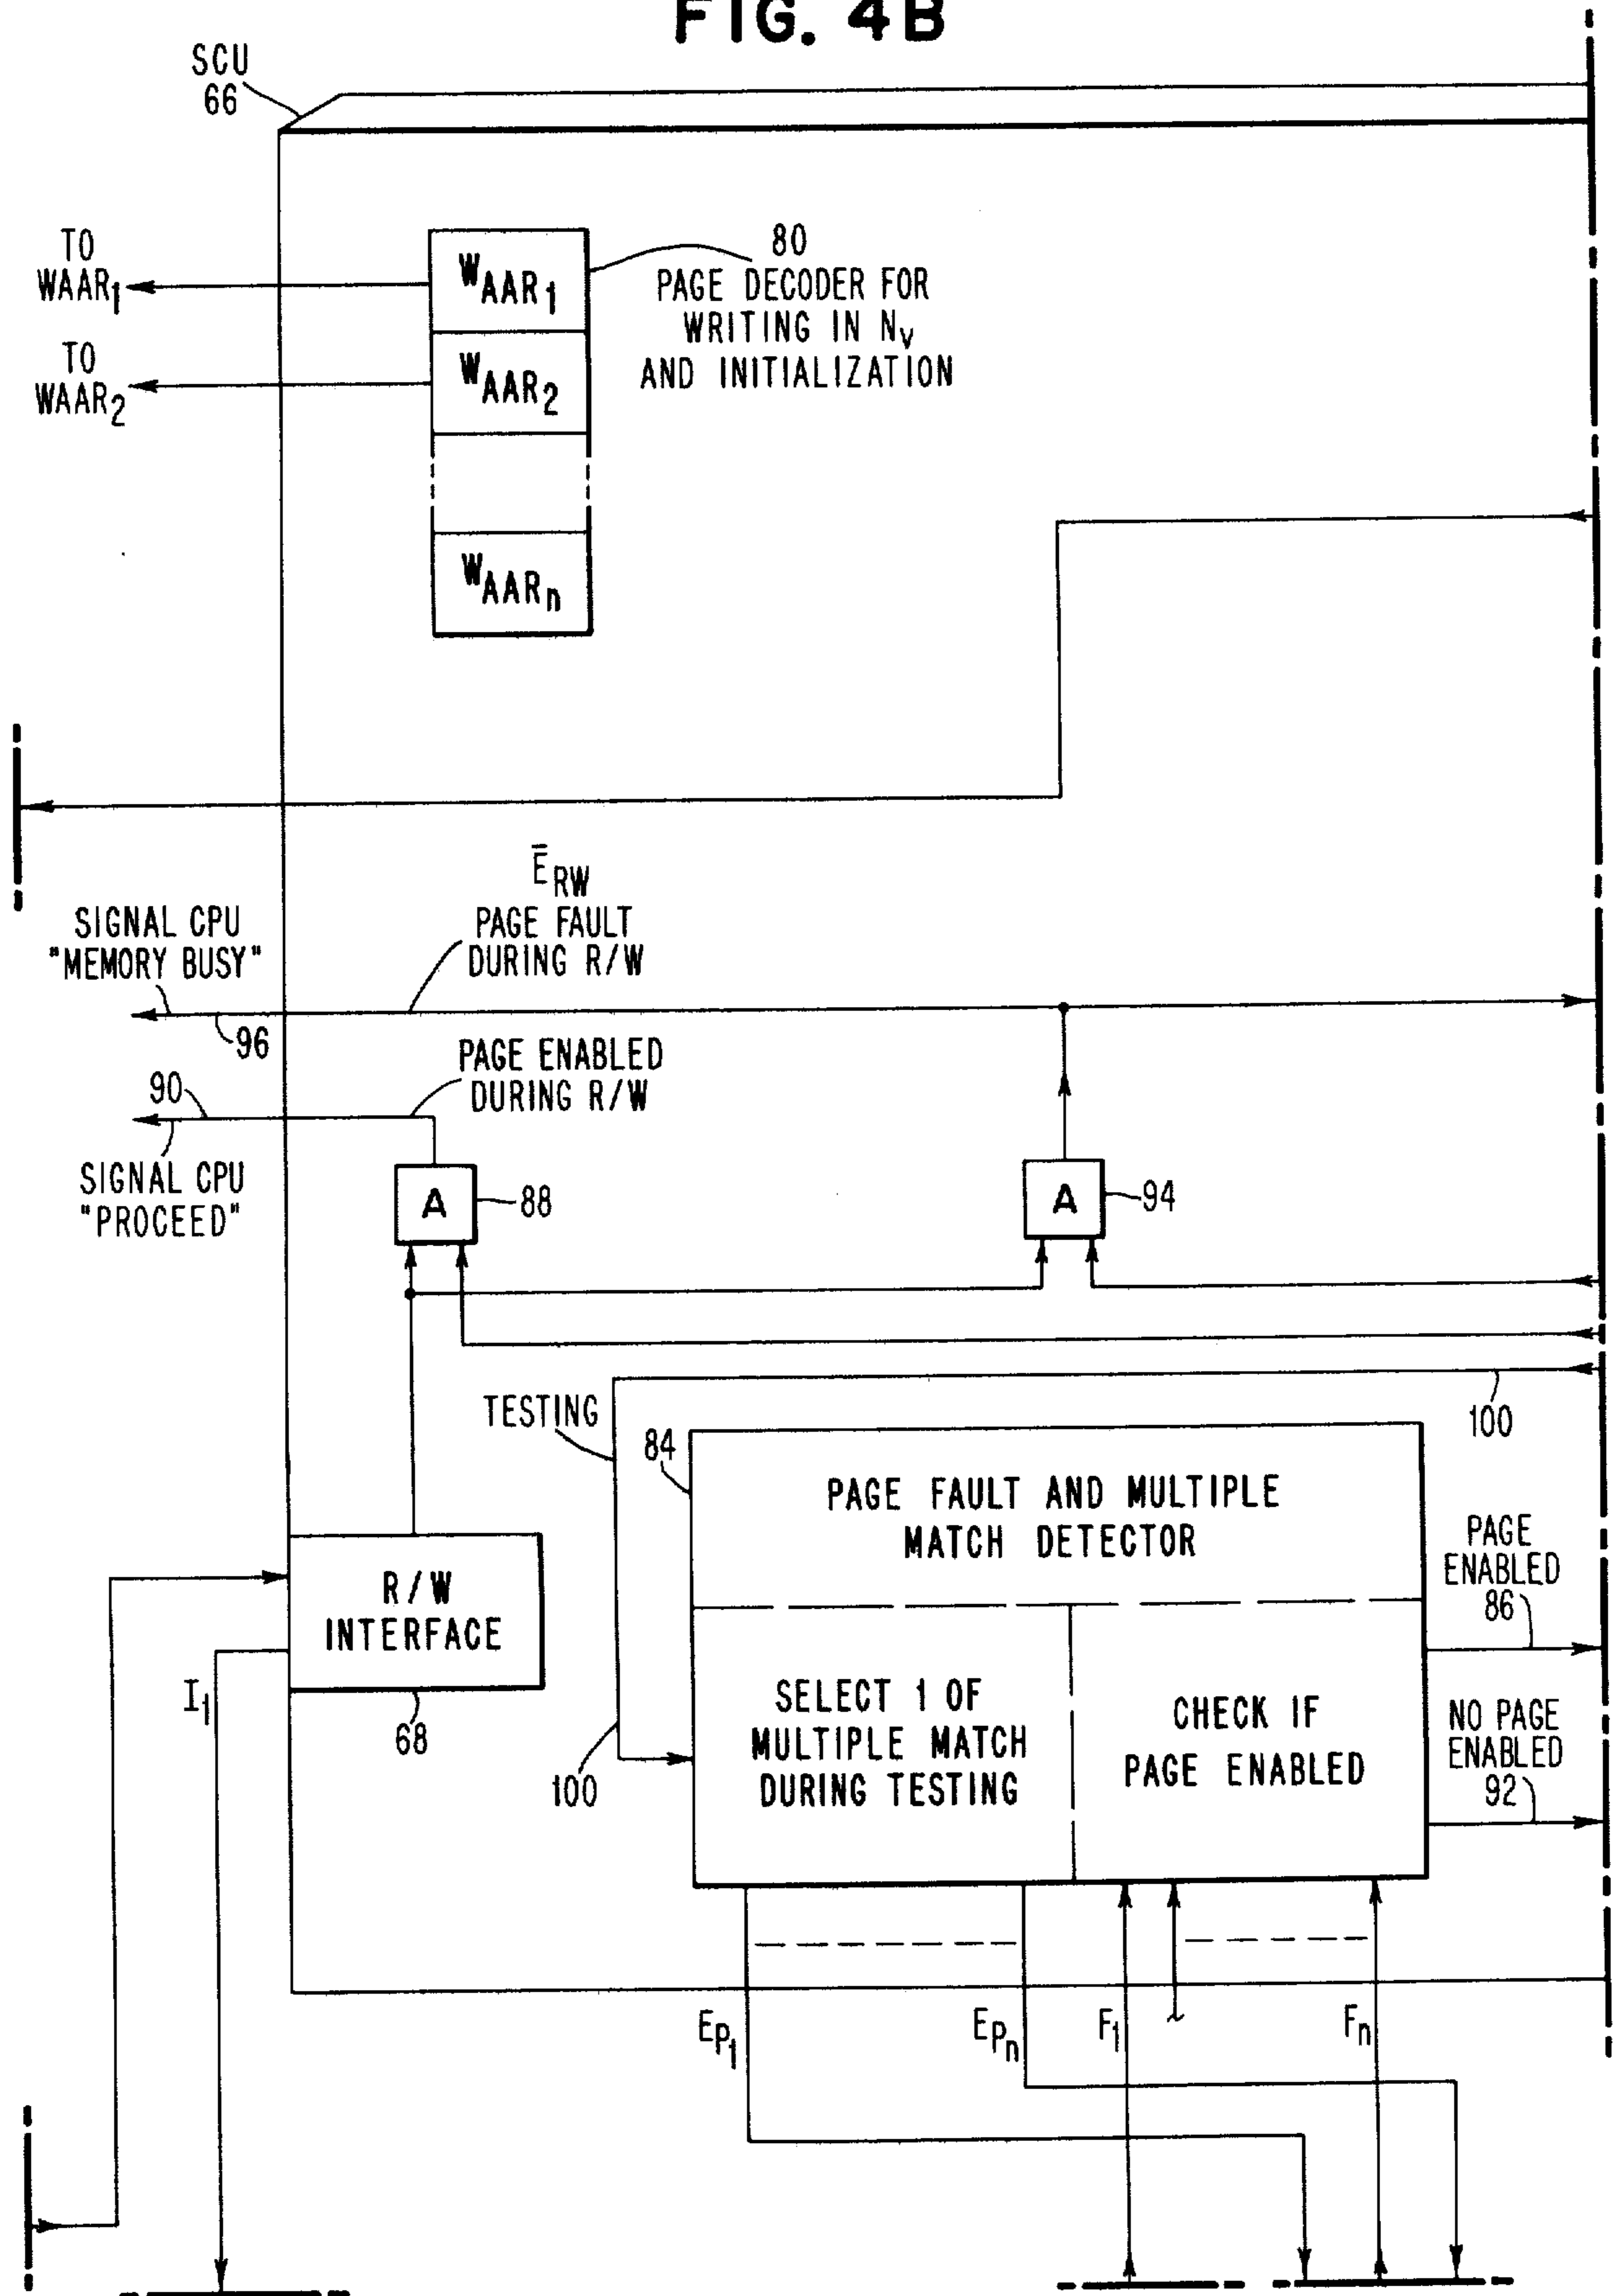 FIG. 4B
SCU
66
TO
WAAR1
TO
WAAR2
WAAR1
WAAR2
WAARn
80
PAGE DECODER FOR
WRITING IN Nv
AND INITIALIZATION
ĒRW
PAGE FAULT
DURING R/W
SIGNAL CPU
"MEMORY BUSY"
96
PAGE ENABLED
DURING R/W
90
SIGNAL CPU
"PROCEED"
A
88
A
94
TESTING
100
84
PAGE FAULT AND MULTIPLE
MATCH DETECTOR
PAGE
ENABLED
86
R/W
INTERFACE
68
I1
SELECT 1 OF
MULTIPLE MATCH
DURING TESTING
CHECK IF
PAGE ENABLED
NO PAGE
ENABLED
92
100
EP1
EPn
F1
Fn